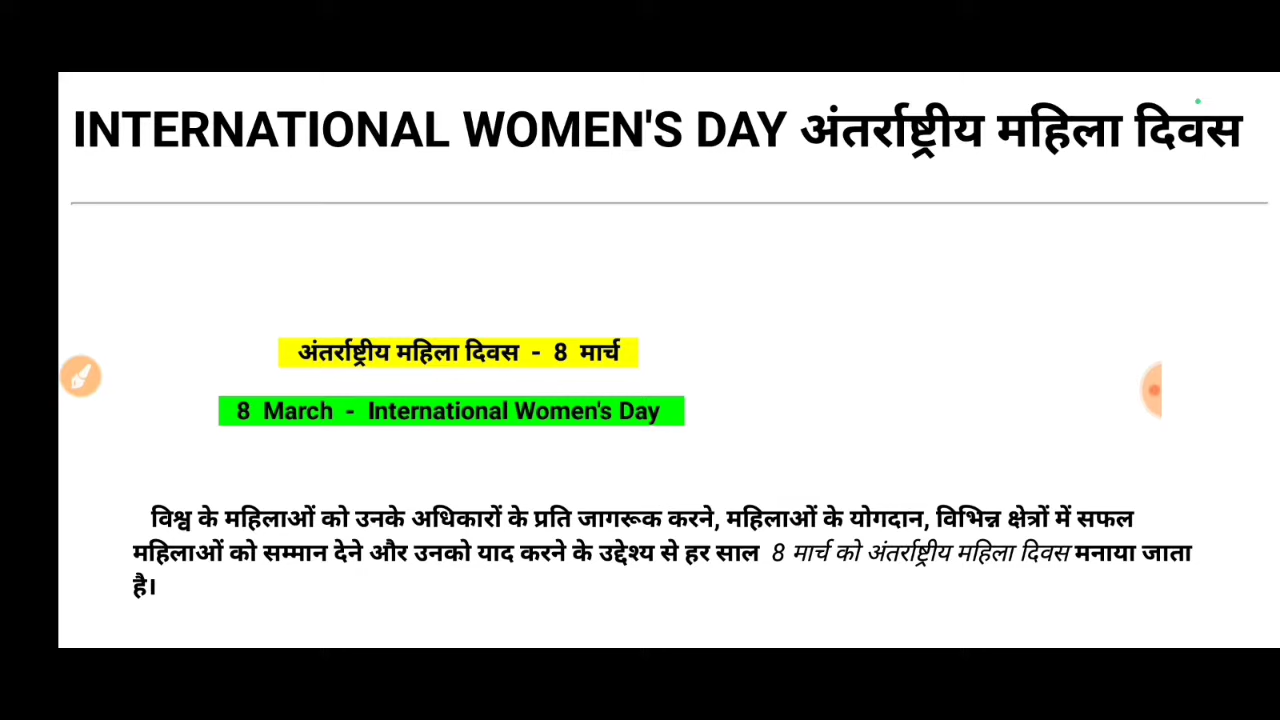 INTERNATIONAL WOMEN'S DAY अंतर्राष्ट्रीय महिला दिवस
अंतर्राष्ट्रीय महिला दिवस - 8 मार्च
8 March - International Women's Day
विश्व के महिलाओं को उनके अधिकारों के प्रति जागरूक करने, महिलाओं के योगदान, विभिन्न क्षेत्रों में सफल
महिलाओं को सम्मान देने और उनको याद करने के उद्देश्य से हर साल 8 मार्च को अंतर्राष्ट्रीय महिला दिवस मनाया जाता
है।